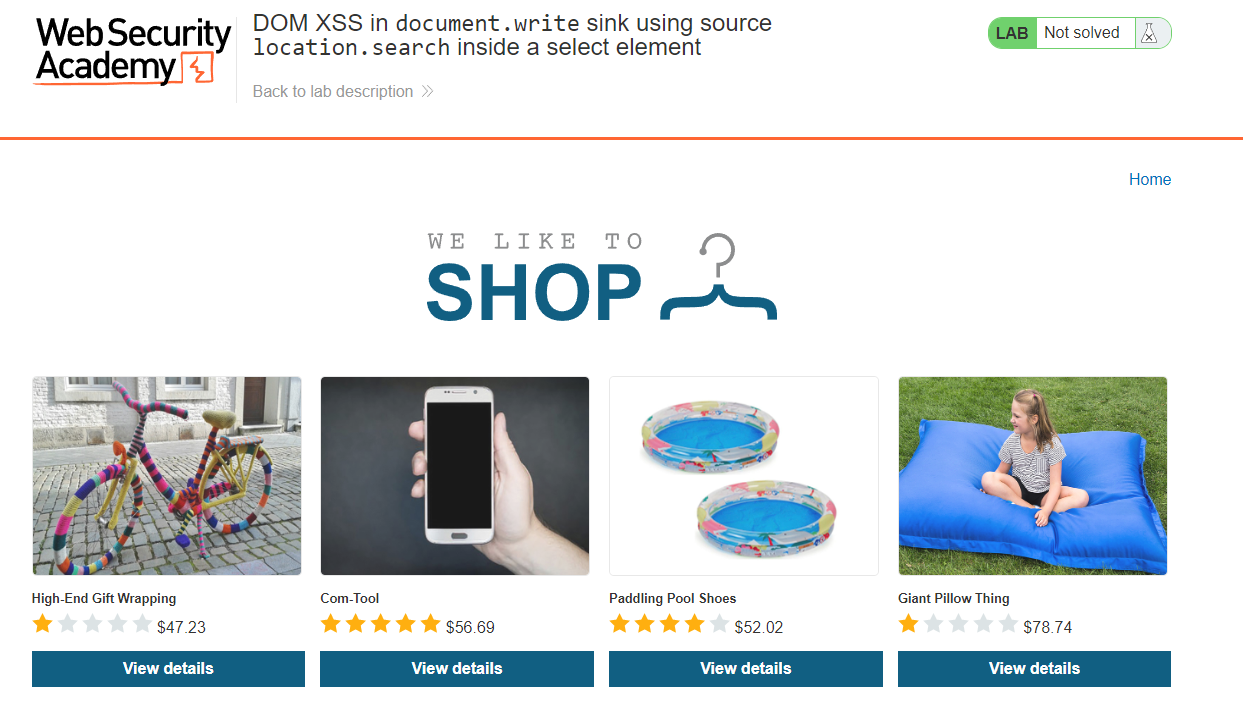 Web Security
Academy
DOM XSS in document.write sink using source
location.search inside a select element
LAB Not solved
Back to lab description
Home
WE LIKE TO
SHOP
High-End Gift Wrapping
$47.23
View details
Com-Tool
$56.69
View details
Paddling Pool Shoes
$52.02
View details
Giant Pillow Thing
$78.74
View details